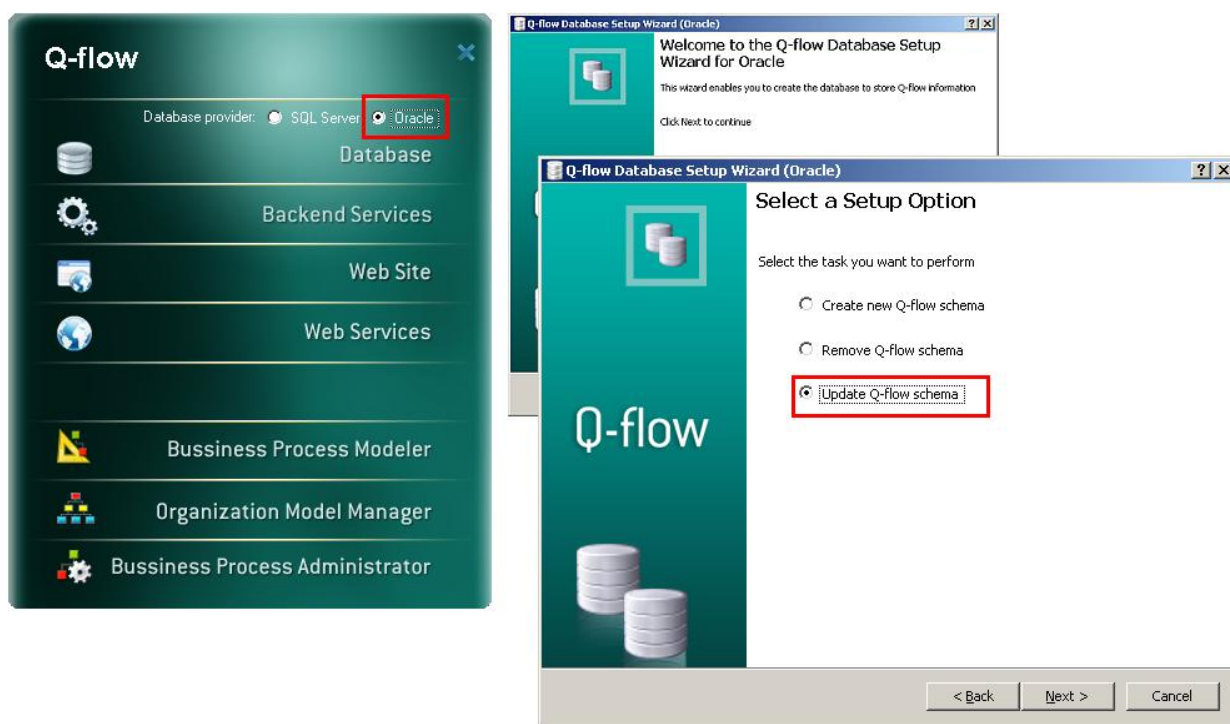 Q-flow
Database provider: SQL Server Oracle
Database
Backend Services
Web Site
Web Services
Bussiness Process Modeler
Organization Model Manager
Bussiness Process Administrator
Q-flow Database Setup Wizard (Oracle)
Welcome to the Q-flow Database Setup
Wizard for Oracle
This wizard enables you to create the database to store Q-flow information
Click Next to continue
Q-flow Database Setup Wizard (Oracle)
Select a Setup Option
Select the task you want to perform
Create new Q-flow schema
Remove Q-flow schema
Update Q-flow schema
Q-flow
< Back Next > Cancel